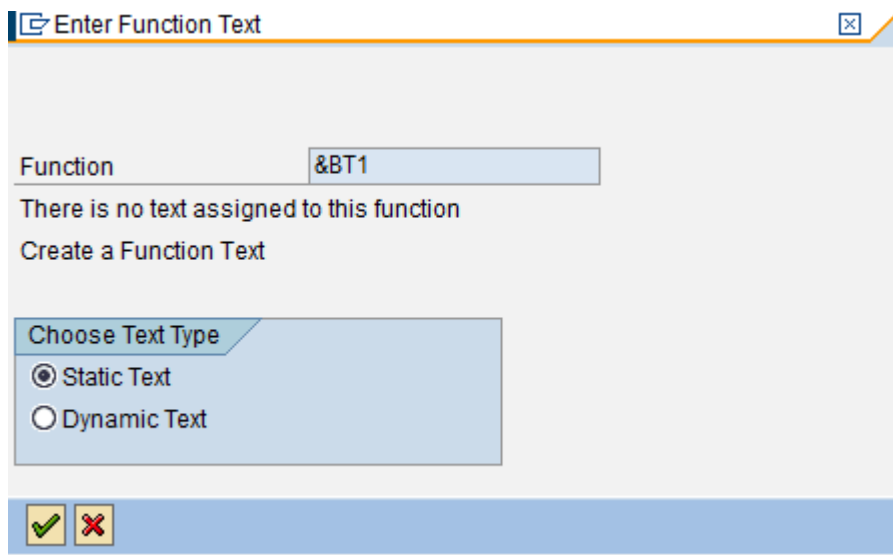 Enter Function Text
Function &BT1
There is no text assigned to this function
Create a Function Text
Choose Text Type
Static Text
Dynamic Text